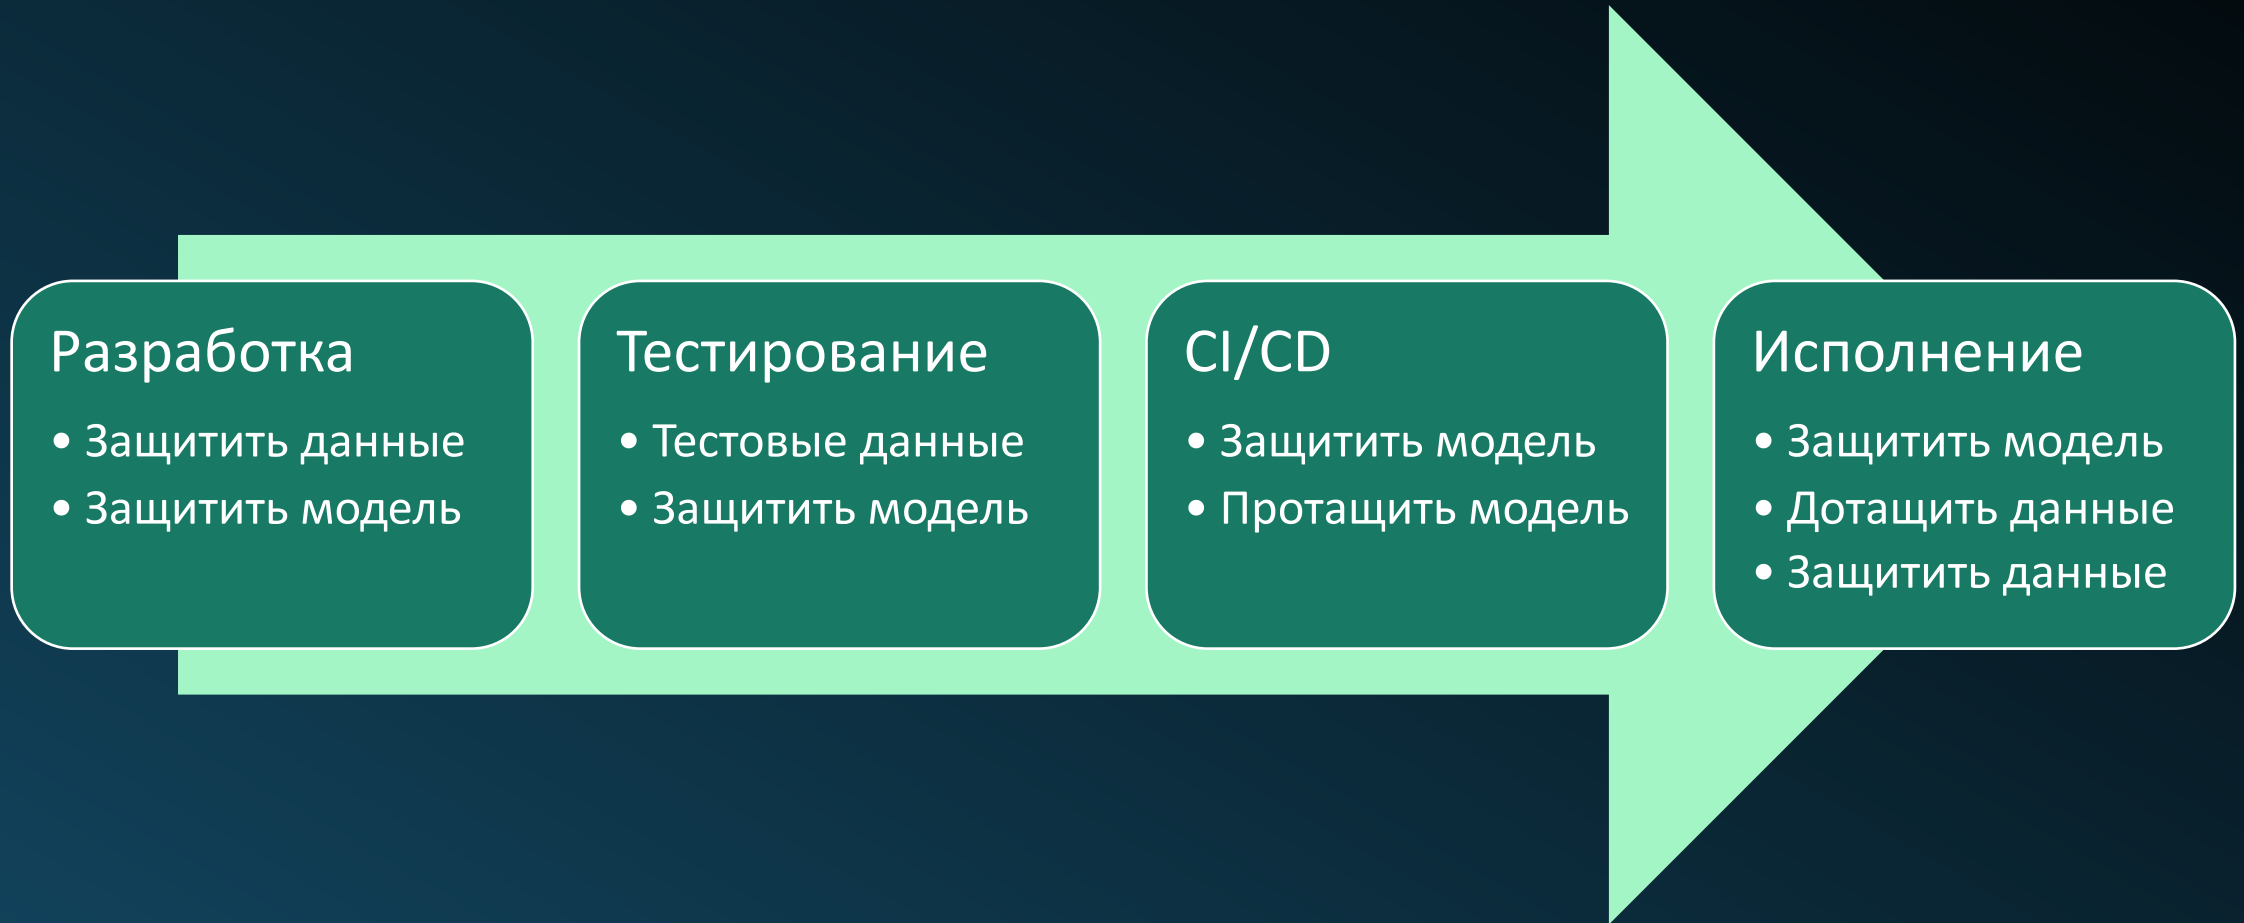 Разработка
• Защитить данные
• Защитить модель
Тестирование
• Тестовые данные
• Защитить модель
CI/CD
• Защитить модель
• Протащить модель
Исполнение
• Защитить модель
• Дотащить данные
• Защитить данные